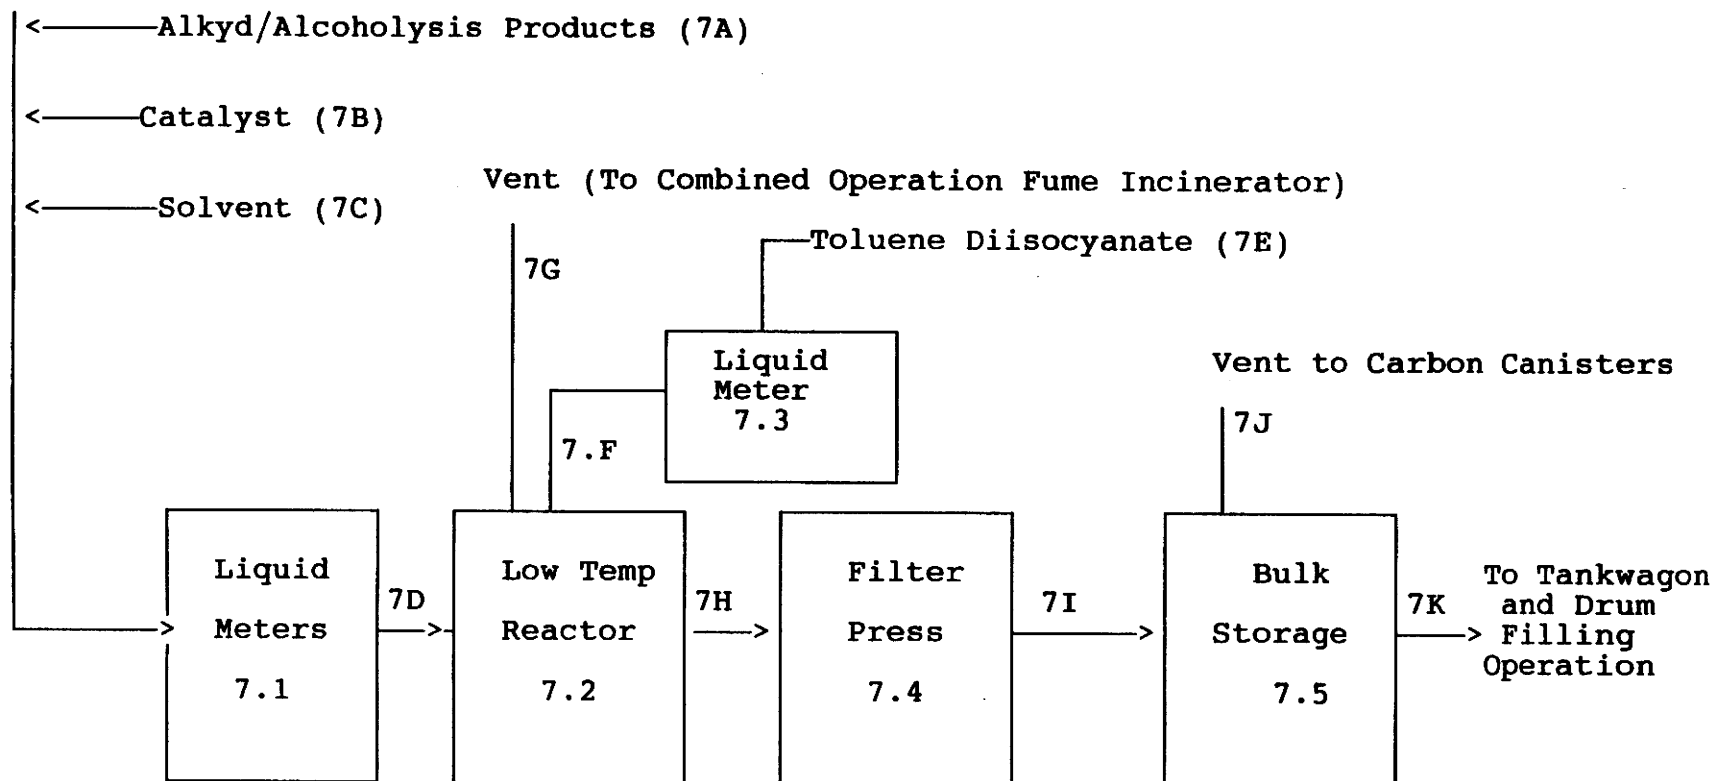 Alkyd/Alcoholysis Products (7A)
Catalyst (7B)
Vent (To Combined Operation Fume Incinerator)
Solvent (7C)
Toluene Diisocyanate (7E)
7G
Liquid
Meter
7.3
Vent to Carbon Canisters
7J
7.F
Liquid
Meters
7.1
7D
Low Temp
Reactor
7.2
7H
Filter
Press
7.4
7I
Bulk
Storage
7.5
7K
To Tankwagon
and Drum
Filling
Operation